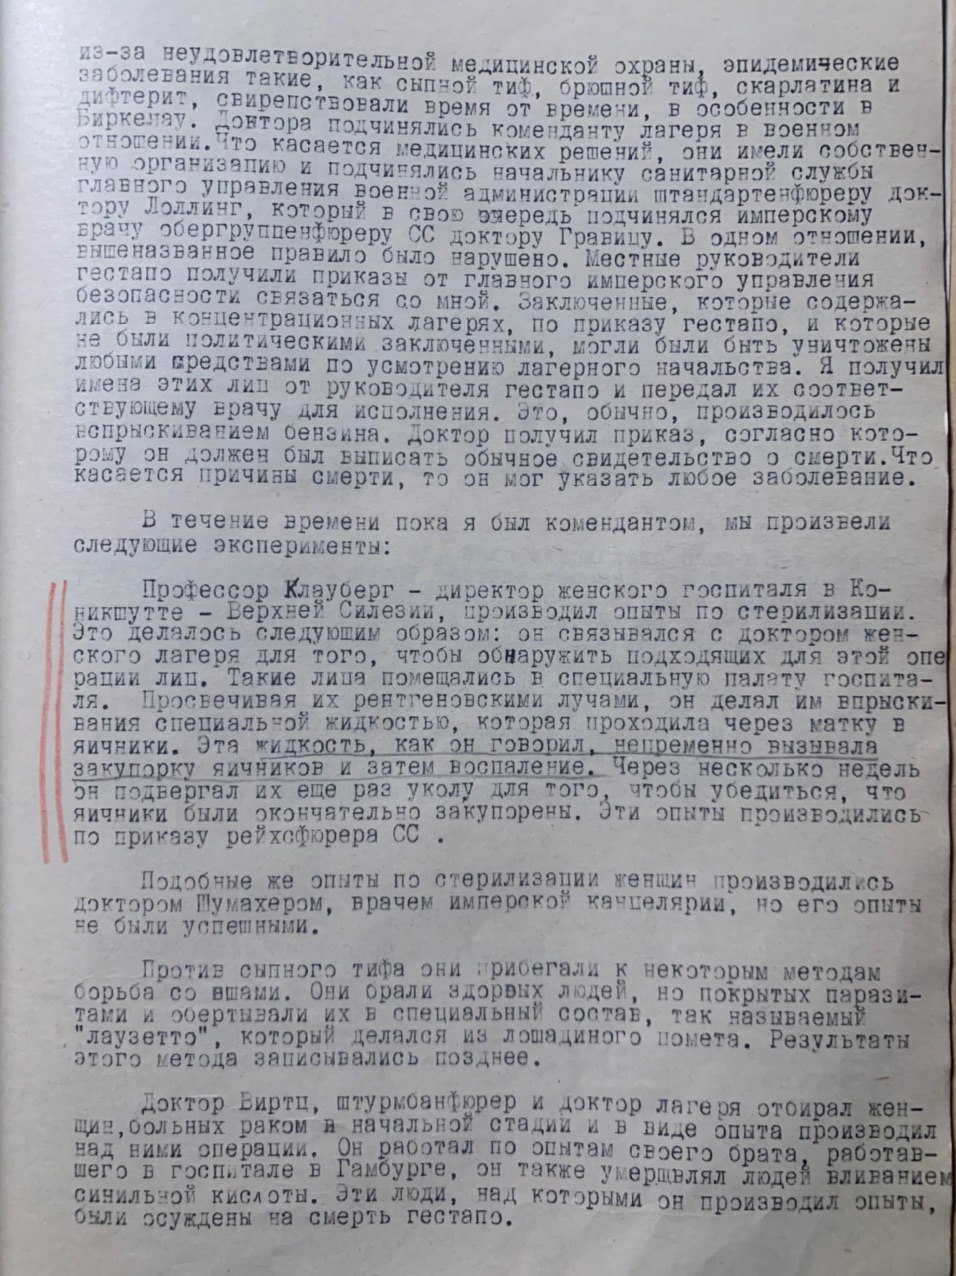 из-за неудовлетворительной медицинской охраны, эпидемические
заболевания такие, как сыпной тиф, брюшной тиф, скарлатина и
дифтерит, свирепствовали время от времени, в особенности в
Биркенау. Доктора подчинялись коменданту лагеря в военном
отношении.Что касается медицинских решений, они имели собствен-
ную организацию и подчинялись начальнику санитарной службы
главного управления военной администрации штандартенфюреру док-
тору Лоллинг, который в свою очередь подчинялся имперскому
врачу обергруппенфюреру СС доктору Гравицу. В одном отношении,
вышеназванное правило было нарушено. Местные руководители
гестапо получили приказы от главного имперского управления
безопасности связаться со мной. Заключенные, которые содержа-
лись в концентрационных лагерях, по приказу гестапо, и которые
не были политическими заключенными, могли были быть уничтожены
любыми средствами по усмотрению лагерного начальства. Я получил
имена этих лиц от руководителя гестапо и передал их соответ-
ствующему врачу для исполнения. Это, обычно, производилось
вспрыскиванием бензина. Доктор получил приказ, согласно кото-
рому он должен был выписать обычное свидетельство о смерти.Что
касается причины смерти, то он мог указать любое заболевание.
В течение времени пока я был комендантом, мы произвели
следующие эксперименты:
Профессор Клауберг - директор женского госпиталя в Ко-
никшутте - Верхней Силезии, производил опыты по стерилизации.
Это делалось следующим образом: он связывался с доктором жен-
ского лагеря для того, чтобы обнаружить подходящих для этой опе
рации лиц. Такие лица помещались в специальную палату госпита-
ля. Просвечивая их рентгеновскими лучами, он делал им впрыски-
вания специальной жидкостью, которая проходила через матку в
яичники. Эта жидкость, как он говорил, непременно вызывала
закупорку яичников и затем воспаление. Через несколько недель
он подвергал их еще раз уколу для того, чтобы убедиться, что
яичники были окончательно закупорены. Эти опыты производились
по приказу рейхсфюрера СС .
Подобные же опыты по стерилизации женщин производились
доктором Шумахером, врачем имперской канцелярии, но его опыты
не были успешными.
Против сыпного тифа они прибегали к некоторым методам
борьба со вшами. Они брали здорвых людей, но покрытых парази-
тами и обертывали их в специальный состав, так называемый
"лаузетто", который делался из лошадиного помета. Результаты
этого метода записывались позднее.
Доктор Виртц, штурмбанфюрер и доктор лагеря отбирал жен-
щин,больных раком в начальной стадии и в виде опыта производил
над ними операции. Он работал по опытам своего брата, работав-
шего в госпитале в Гамбурге, он также умерщвлял людей вливанием
синильной кислоты. Эти люди, над которыми он производил опыты,
были осуждены на смерть гестапо.